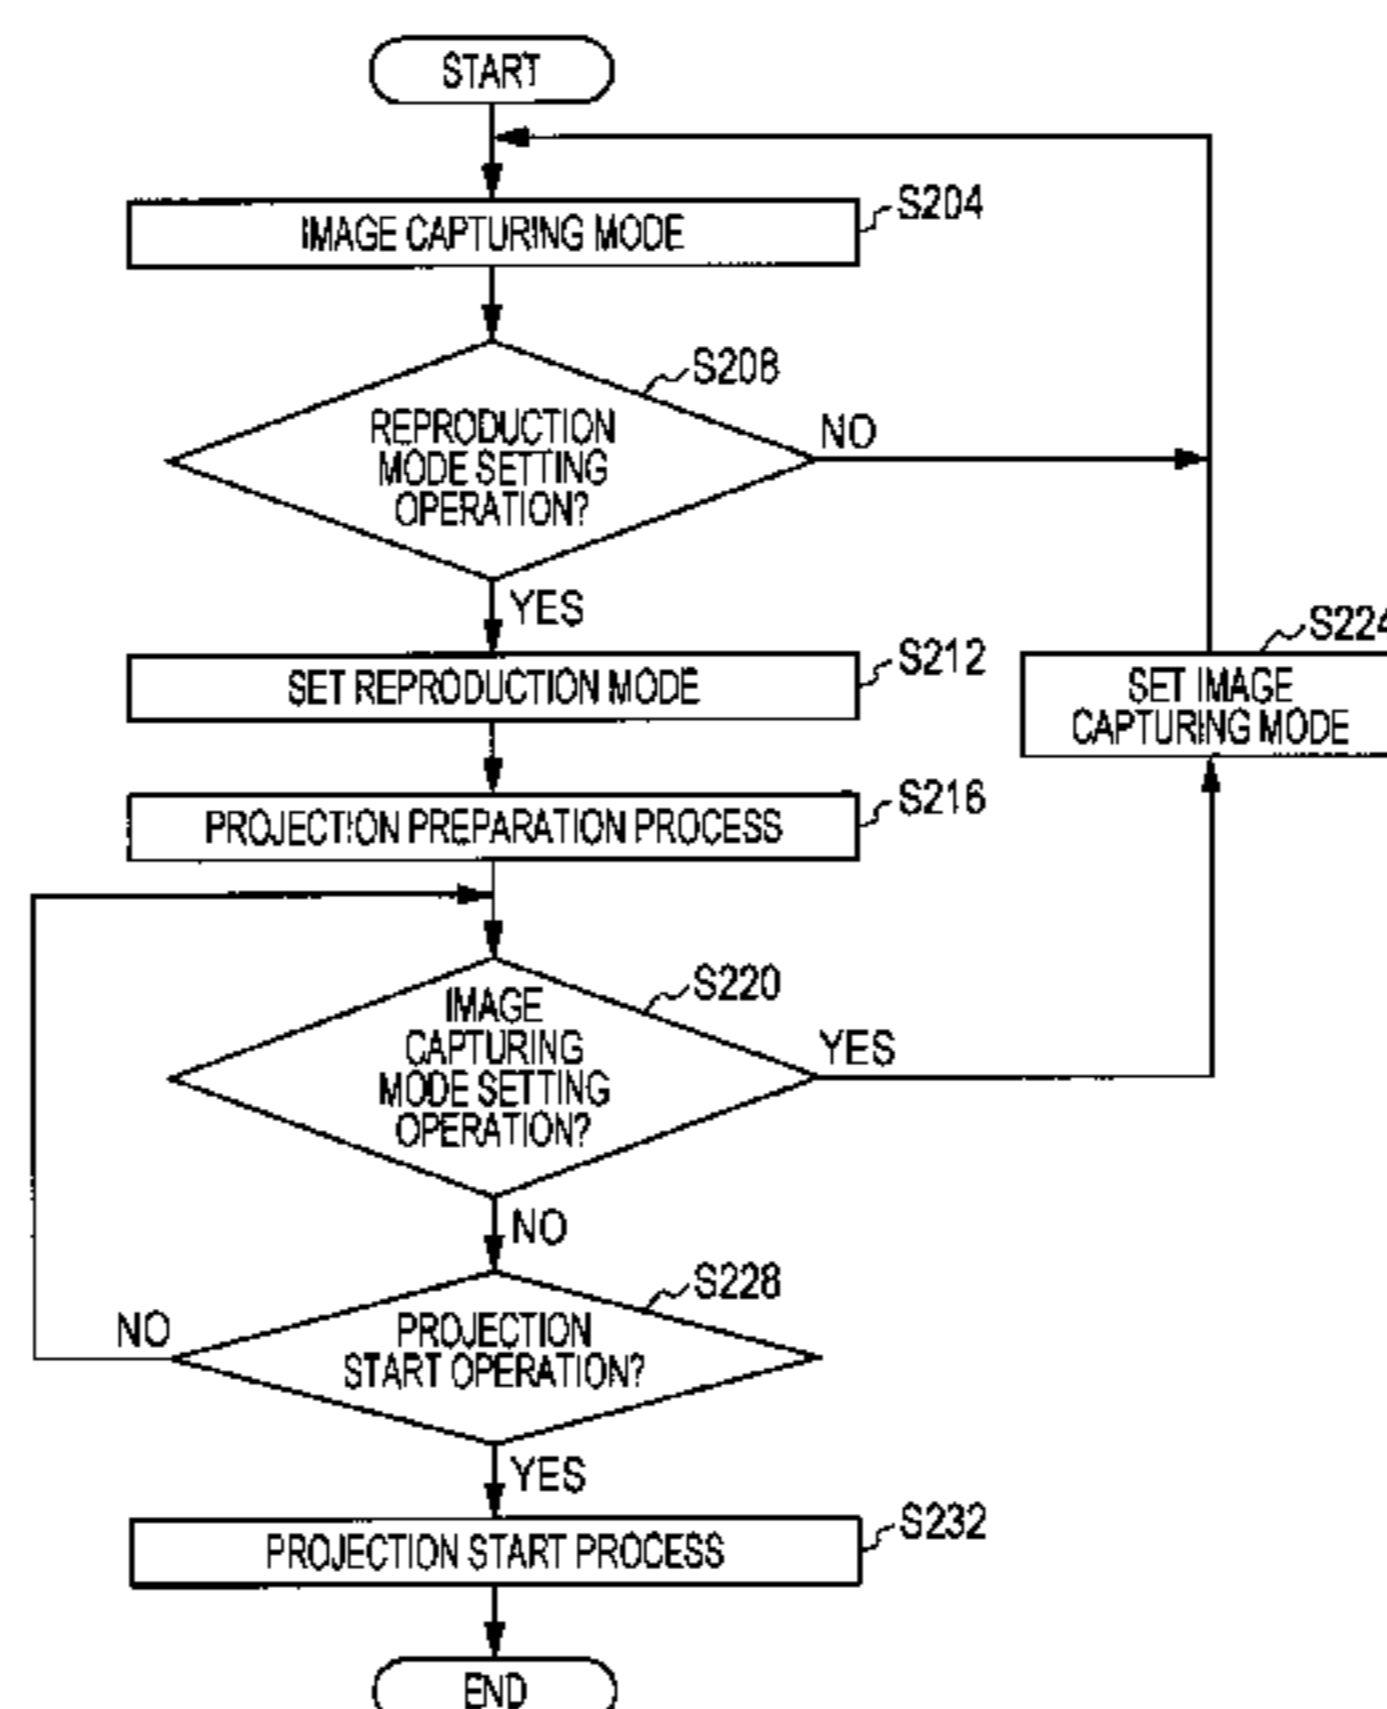 START
IMAGE CAPTURING MODE
S204
S208
REPRODUCTION
MODE SETTING
OPERATION?
NO
YES
SET REPRODUCTION MODE
S212
S224
SET IMAGE
CAPTURING MODE
PROJECTION PREPARATION PROCESS
S216
S220
IMAGE
CAPTURING
MODE SETTING
OPERATION?
YES
NO
S228
PROJECTION
START OPERATION?
NO
YES
PROJECTION START PROCESS
S232
END